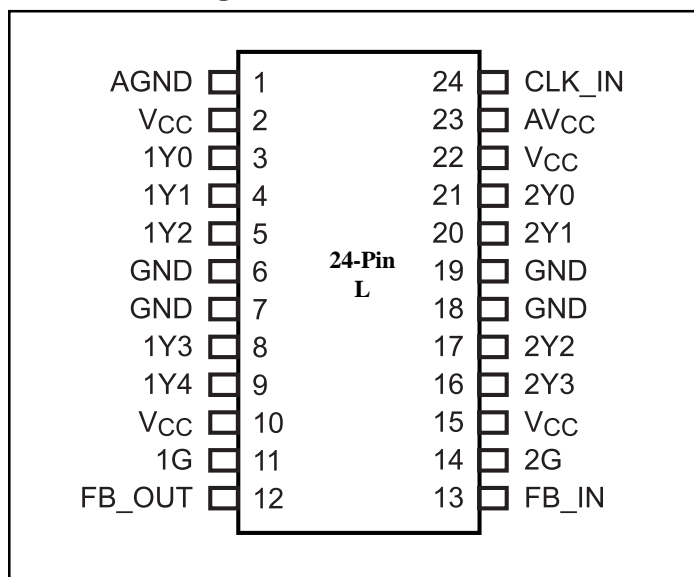 AGND 1 24 CLK_IN
VCC 2 23 AVCC
1Y0 3 22 VCC
1Y1 4 21 2Y0
1Y2 5 20 2Y1
GND 6 24-Pin 19 GND
L
GND 7 18 GND
1Y3 8 17 2Y2
1Y4 9 16 2Y3
VCC 10 15 VCC
1G 11 14 2G
FB_OUT 12 13 FB_IN